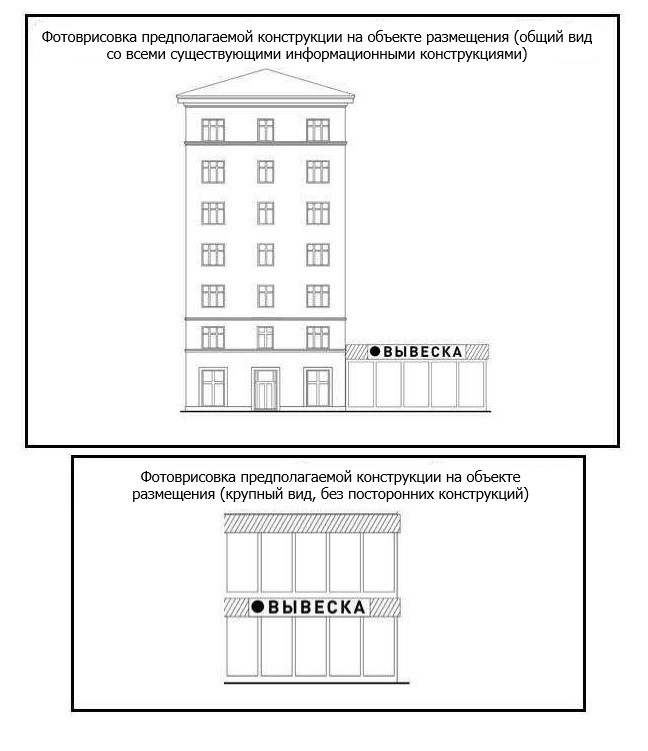 Фотоврисовка предполагаемой конструкции на объекте размещения (общий вид
со всеми существующими информационными конструкциями)
ВЫВЕСКА
Фотоврисовка предполагаемой конструкции на объекте
размещения (крупный вид, без посторонних конструкций)
ВЫВЕСКА